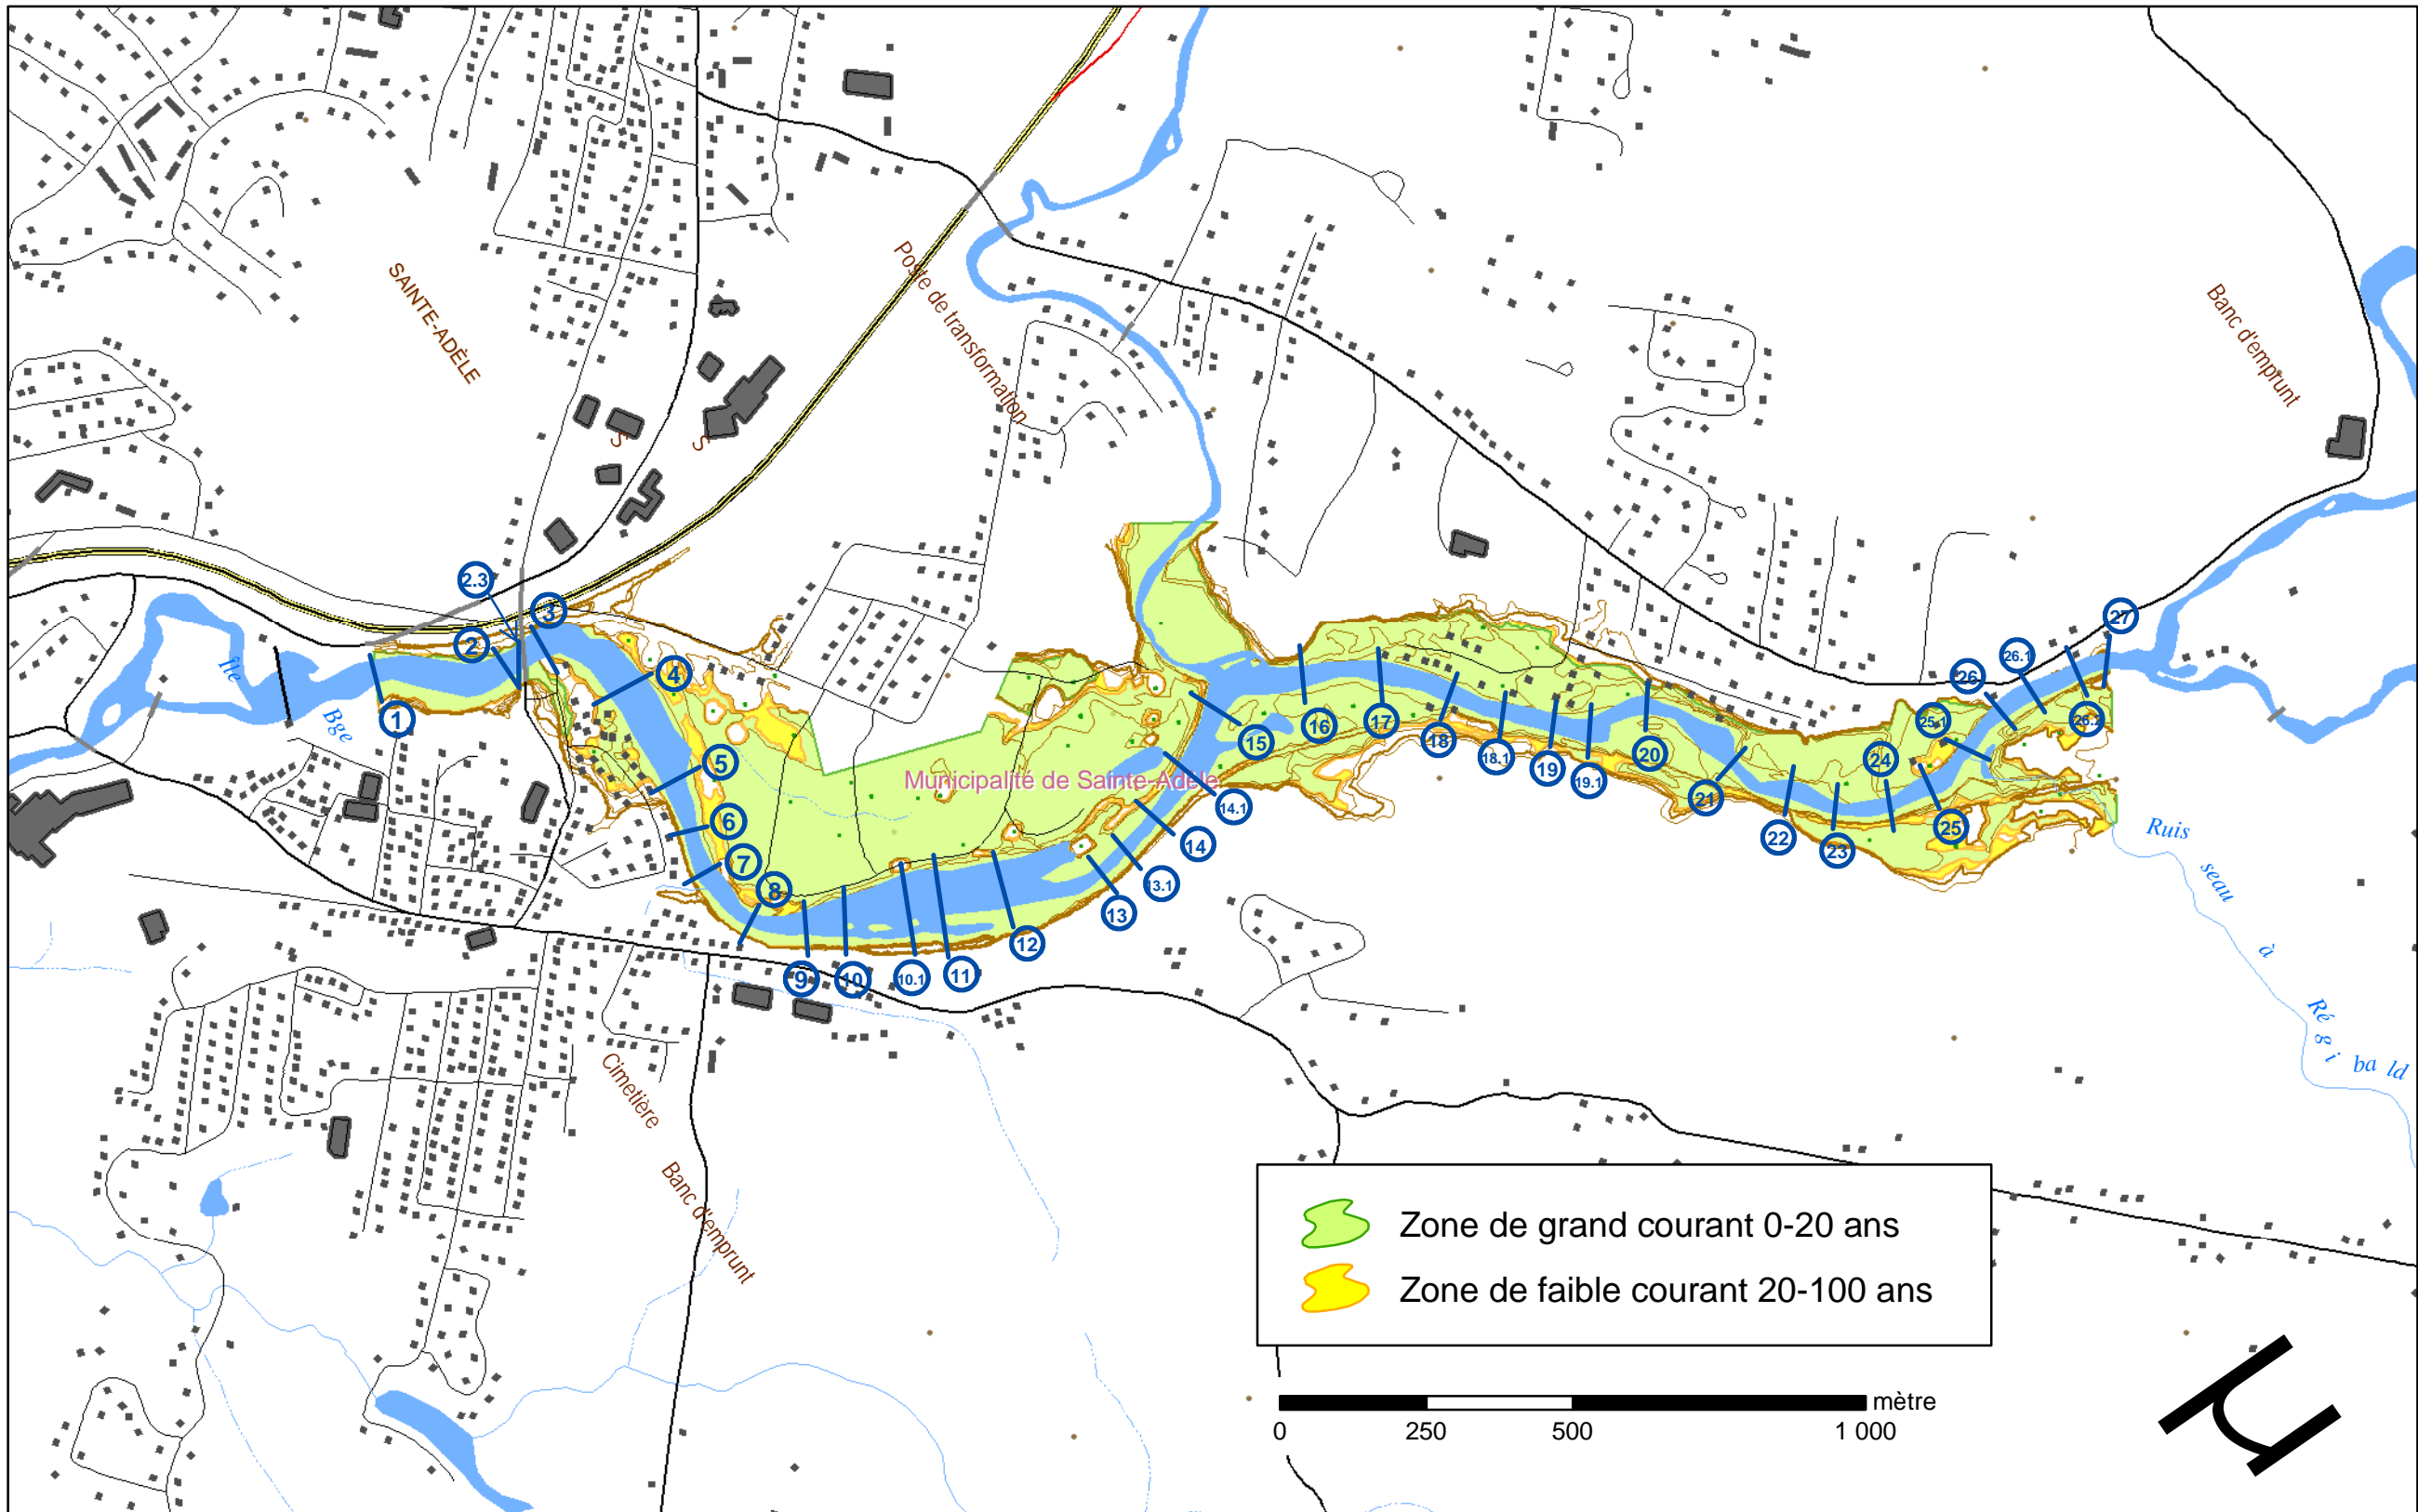 SAINTE-ADÈLE
Poste de transformation
Banc d'emprunt
S
S
2.3
3
2
4
1
Île
Bge
5
6
7
8
9
10
10.1
11
12
13
13.1
14
14.1
15
16
17
18
18.1
19
19.1
20
21
22
23
24
25
25.1
26
26.1
26.2
27
Municipalité de Sainte-Adèle
Ruis seau à Ré g i ba ld
Cimetière
Banc d'emprunt
Zone de grand courant 0-20 ans
Zone de faible courant 20-100 ans
mètre
0 250 500 1 000